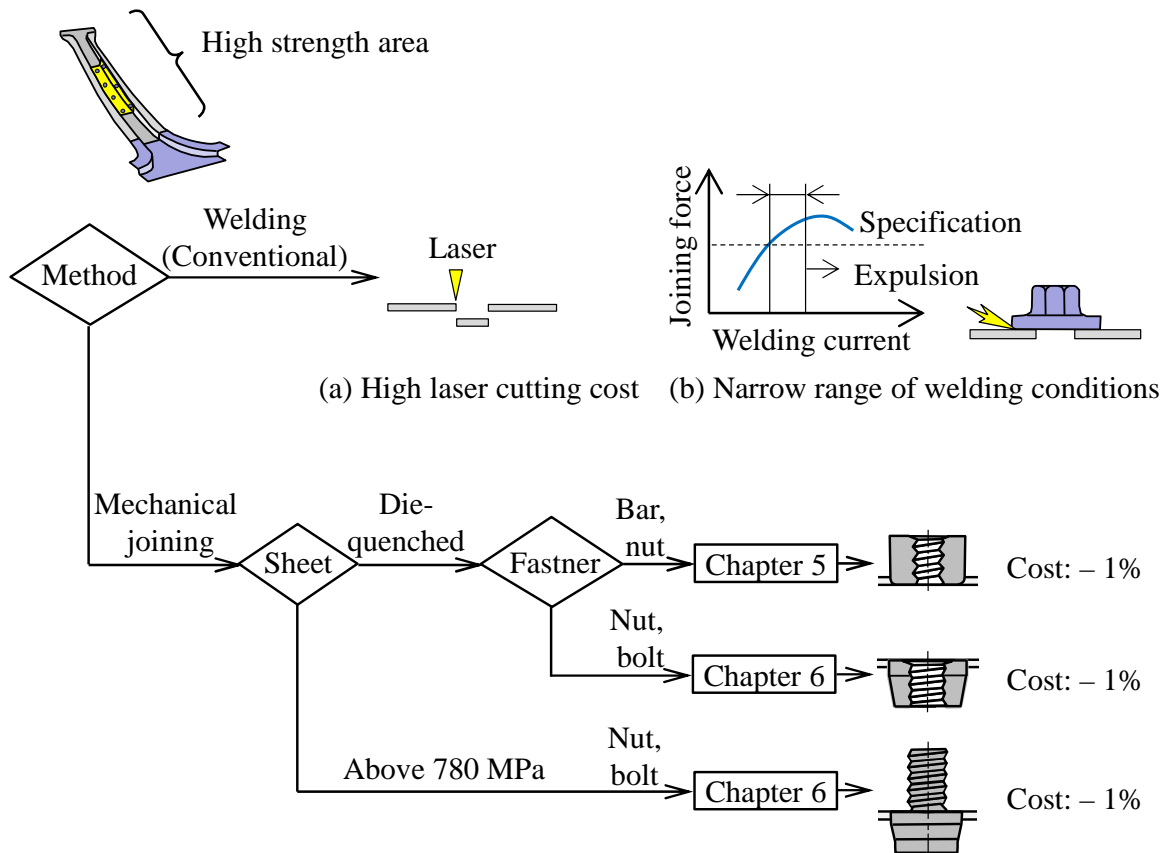 High strength area
Welding
(Conventional)
Method
Laser
(a) High laser cutting cost
Joining force
Specification
Expulsion
Welding current
(b) Narrow range of welding conditions
Mechanical
joining
Sheet
Die-
quenched
Fastner
Bar,
nut
Chapter 5
Cost: – 1%
Nut,
bolt
Chapter 6
Cost: – 1%
Above 780 MPa
Nut,
bolt
Chapter 6
Cost: – 1%